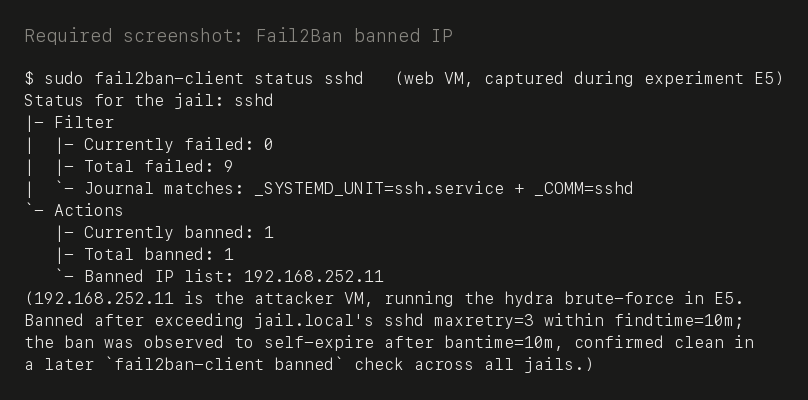 Required screenshot: Fail2Ban banned IP
$ sudo fail2ban-client status sshd   (web VM, captured during experiment E5)
Status for the jail: sshd
|- Filter
|  |- Currently failed: 0
|  |- Total failed: 9
|  `- Journal matches: _SYSTEMD_UNIT=ssh.service + _COMM=sshd
`- Actions
   |- Currently banned: 1
   |- Total banned: 1
   `- Banned IP list: 192.168.252.11
(192.168.252.11 is the attacker VM, running the hydra brute-force in E5.
Banned after exceeding jail.local's sshd maxretry=3 within findtime=10m;
the ban was observed to self-expire after bantime=10m, confirmed clean in
a later `fail2ban-client banned` check across all jails.)